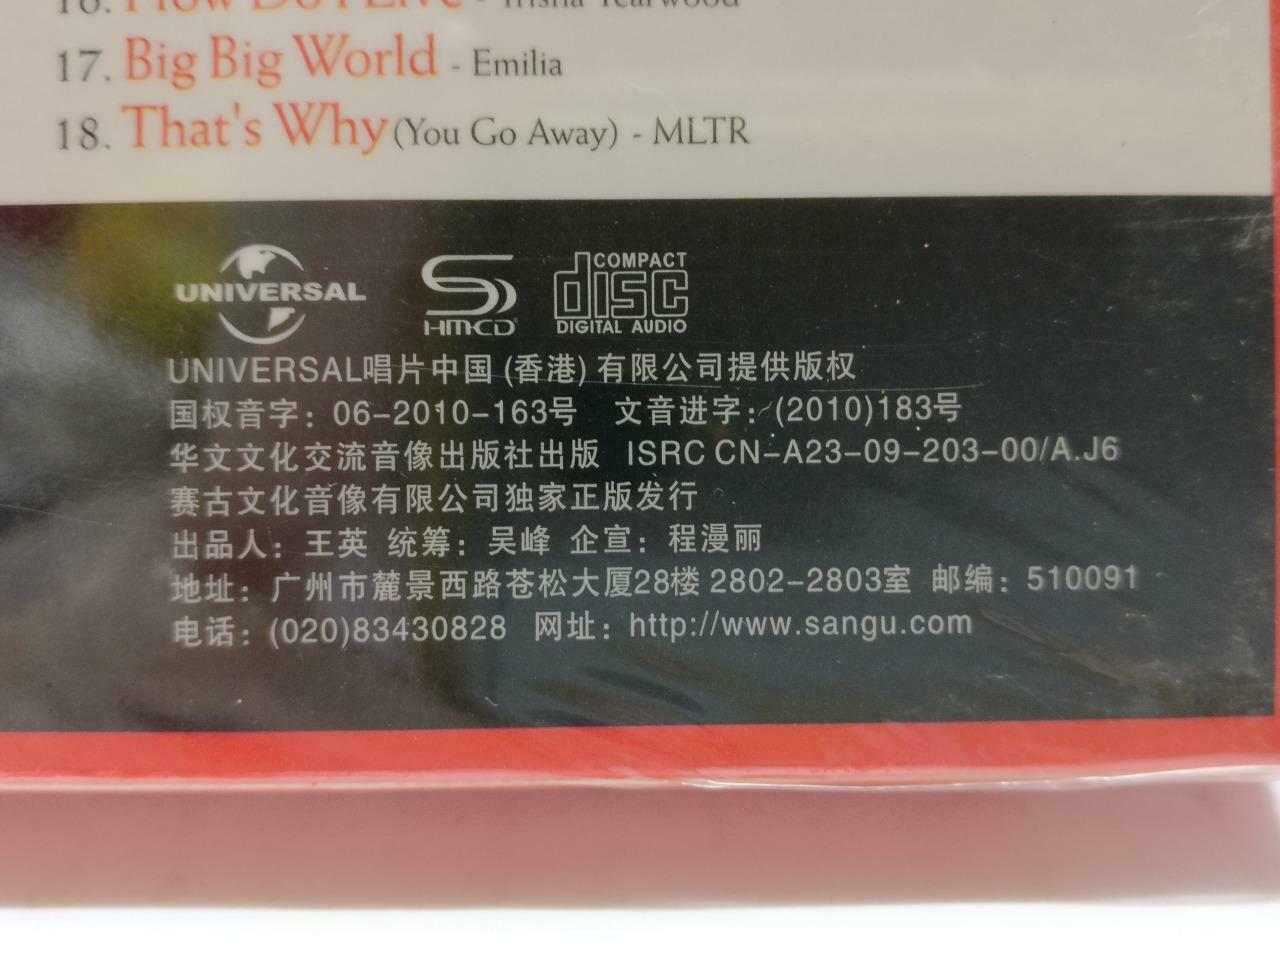 16. How Do I Live - Trisha Yearwood
17. Big Big World - Emilia
18. That's Why (You Go Away) - MLTR
UNIVERSAL
HMCD
COMPACT
disc
DIGITAL AUDIO
UNIVERSAL唱片中国(香港)有限公司提供版权
国权音字：06-2010-163号 文音进字：(2010)183号
华文文化交流音像出版社出版 ISRC CN-A23-09-203-00/A.J6
赛古文化音像有限公司独家正版发行
出品人：王英 统筹：吴峰 企宣：程漫丽
地址：广州市麓景西路苍松大厦28楼 2802-2803室 邮编：510091
电话：(020)83430828 网址：http://www.sangu.com